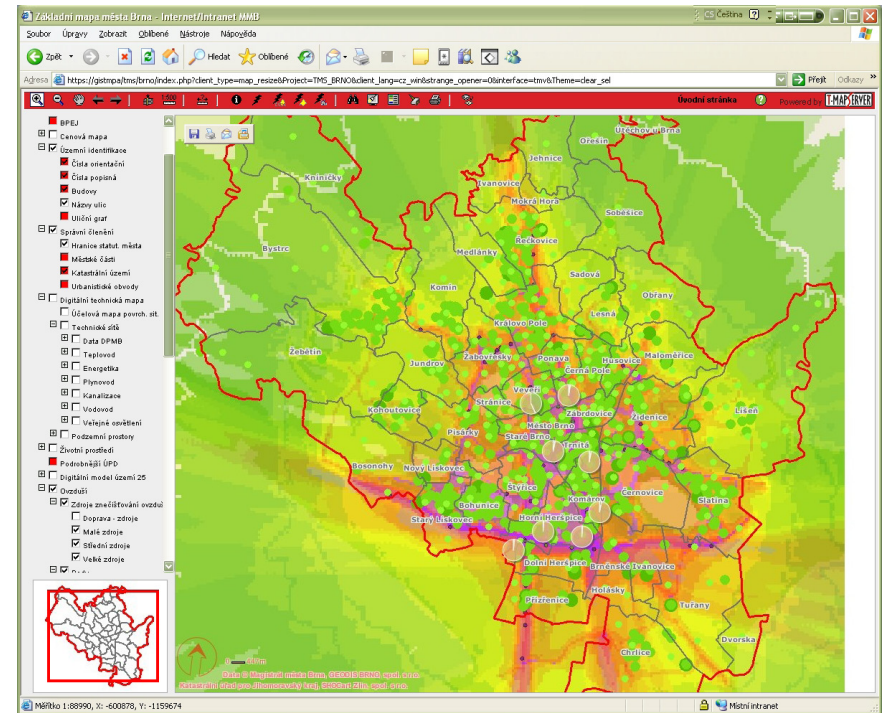 Základní mapa města Brna - Internet/Intranet MMB
Čeština
Soubor Úpravy Zobrazit Oblíbené Nástroje Nápověda
Zpět Hledat Oblíbené
Adresa https://gistmpa/tms/brno/index.php?client_type=map_resize&Project=TMS_BRNO&client_lang=cz_win&strange_opener=0&interface=tmv&Theme=clear_sel Přejít Odkazy »
Úvodní stránka Powered by T-MAPSERVER
BPEJ
Cenová mapa
Územní identifikace
Čísla orientační
Čísla popisná
Budovy
Názvy ulic
Uliční graf
Správní členění
Hranice statut. města
Městské části
Katastrální území
Urbanistické obvody
Digitální technická mapa
Účelová mapa povrch. sit.
Technické sítě
Data DPMB
Teplovod
Energetika
Plynovod
Kanalizace
Vodovod
Veřejné osvětlení
Podzemní prostory
Životní prostředí
Podrobnější ÚPD
Digitální model území 25
Ovzduší
Zdroje znečišťování ovzduí
Doprava - zdroje
Malé zdroje
Střední zdroje
Velké zdroje
Útěchov u Brna
Ořešín
Jehnice
Kníničky
Ivanovice
Mokrá Hora
Soběšice
Řečkovice
Bystrc
Medlánky
Sadová
Komín
Obřany
Lesná
Královo Pole
Žebětín
Žabovřesky
Ponava
Husovice
Maloměřice
Jundrov
Černá Pole
Veveří
Stránice
Kohoutovice
Zábrdovice
Židenice
Líšeň
Město Brno
Pisárky
Staré Brno
Trnitá
Bosonohy
Nový Lískovec
Štýřice
Černovice
Slatina
Bohunice
Komárov
Starý Lískovec
Horní Heršpice
Dolní Heršpice
Brněnské Ivanovice
Holásky
Přízřenice
Tuřany
Dvorska
Chrlice
Data © Magistrát města Brna, GEODIS BRNO, spol. s r.o.
Měřítko 1:88990, X: -600878, Y: -1159674
Místní intranet